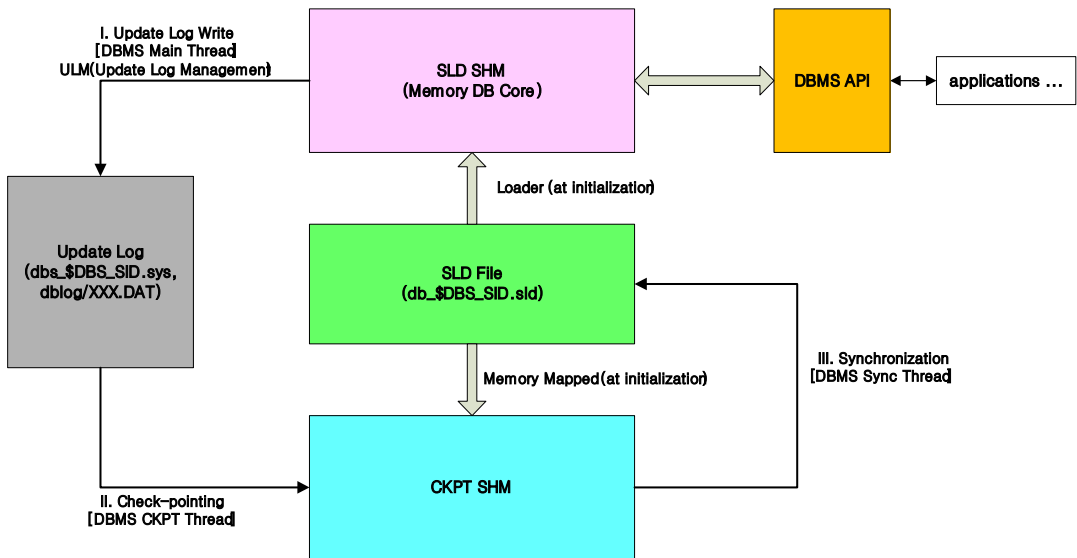 I. Update Log Write
[DBMS Main Thread]
ULM(Update Log Management)
SLD SHM
(Memory DB Core)
DBMS API
applications ...
Loader (at initialization)
Update Log
(dbs_$DBS_SID.sys,
dblog/XXX.DAT)
SLD File
(db_$DBS_SID.sld)
III. Synchronization
[DBMS Sync Thread]
Memory Mapped(at initialization)
CKPT SHM
II. Check-pointing
[DBMS CKPT Thread]